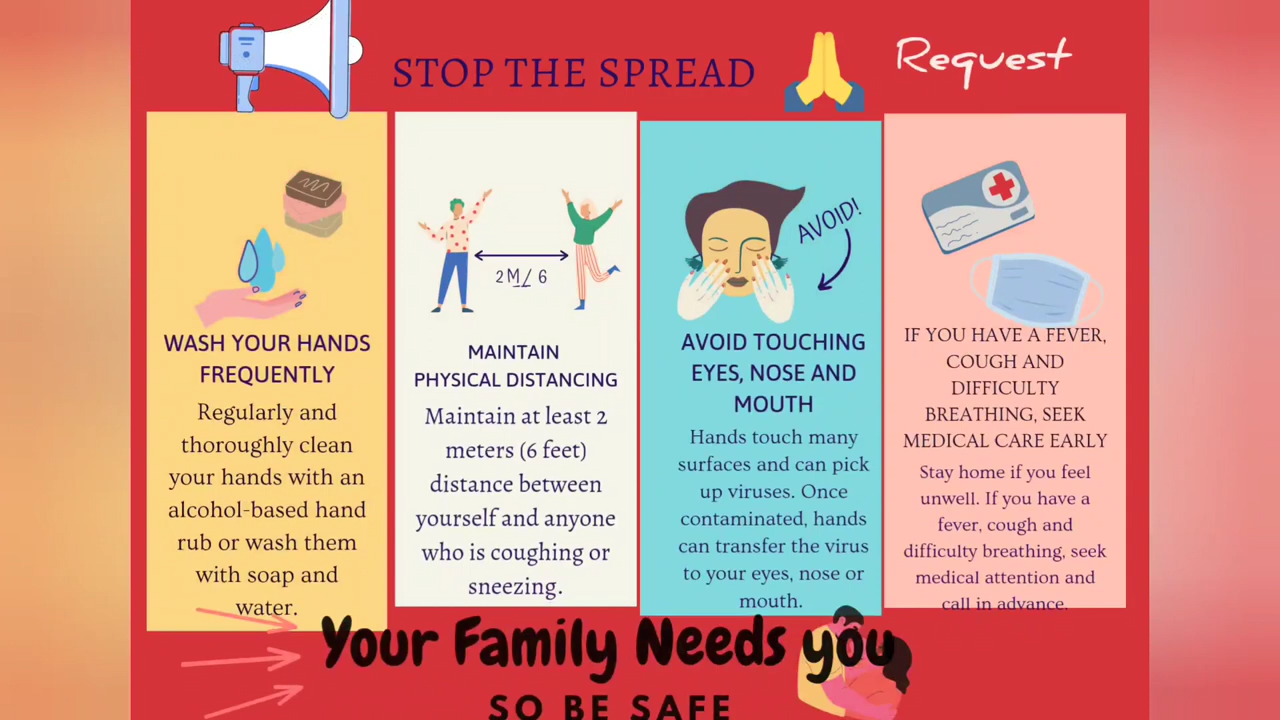 STOP THE SPREAD
Request
WASH YOUR HANDS
FREQUENTLY
Regularly and
thoroughly clean
your hands with an
alcohol-based hand
rub or wash them
with soap and
water.
2M/ 6
MAINTAIN
PHYSICAL DISTANCING
Maintain at least 2
meters (6 feet)
distance between
yourself and anyone
who is coughing or
sneezing.
AVOID!
AVOID TOUCHING
EYES, NOSE AND
MOUTH
Hands touch many
surfaces and can pick
up viruses. Once
contaminated, hands
can transfer the virus
to your eyes, nose or
mouth.
IF YOU HAVE A FEVER,
COUGH AND
DIFFICULTY
BREATHING, SEEK
MEDICAL CARE EARLY
Stay home if you feel
unwell. If you have a
fever, cough and
difficulty breathing, seek
medical attention and
call in advance.
Your Family Needs you
SO BE SAFE